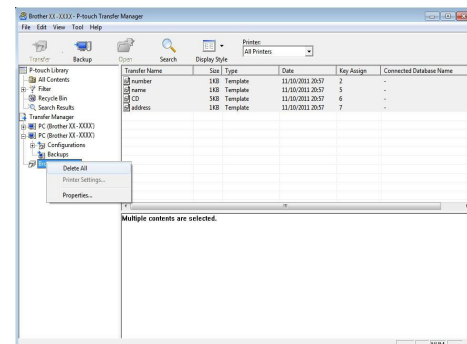 Brother XX-XXXX - P-touch Transfer Manager
File Edit View Tool Help
Transfer Backup Open Search Display Style
Printer:
All Printers
P-touch Library
All Contents
Filter
Recycle Bin
Search Results
Transfer Manager
PC (Brother XX-XXXX)
PC (Brother XX-XXXX)
Configurations
Backups
Transfer Name Size Type Date Key Assign Connected Database Name
number 1KB Template 11/10/2011 20:57 2 -
name 1KB Template 11/10/2011 20:57 5 -
CD 5KB Template 11/10/2011 20:57 6 -
address 1KB Template 11/10/2011 20:57 7 -
Delete All
Printer Settings...
Properties...
Multiple contents are selected.